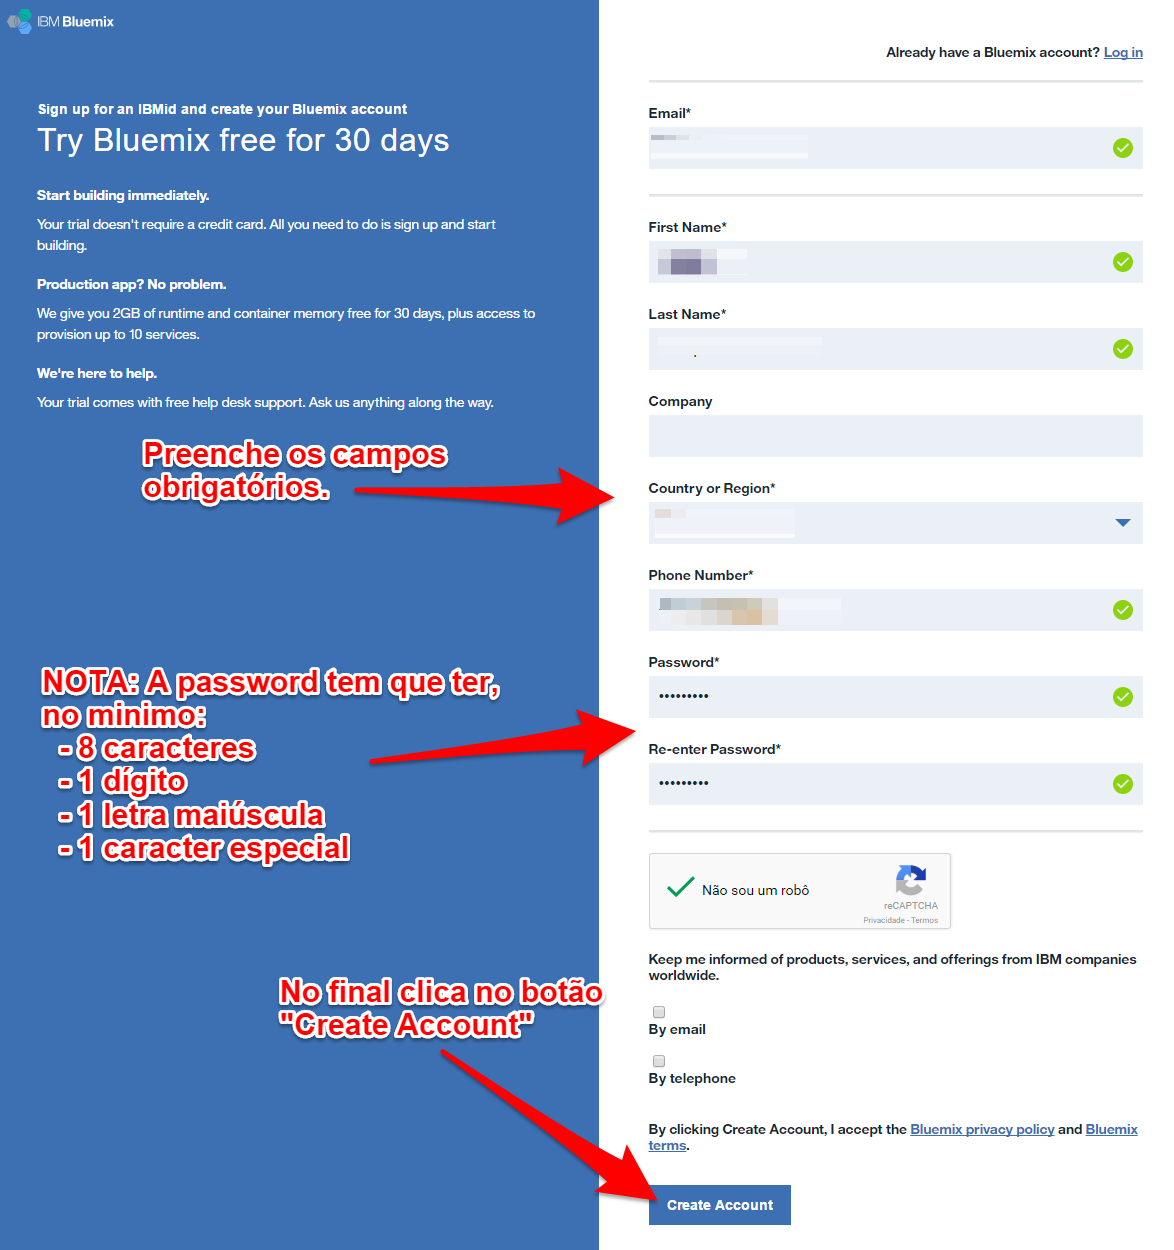 IBM Bluemix
Already have a Bluemix account? Log in
Sign up for an IBMid and create your Bluemix account
Try Bluemix free for 30 days
Start building immediately.
Your trial doesn't require a credit card. All you need to do is sign up and start
building.
Production app? No problem.
We give you 2GB of runtime and container memory free for 30 days, plus access to
provision up to 10 services.
We're here to help.
Your trial comes with free help desk support. Ask us anything along the way.
Preenche os campos
obrigatórios.
NOTA: A password tem que ter,
no minimo:
- 8 caracteres
- 1 dígito
- 1 letra maiúscula
- 1 caracter especial
No final clica no botão
"Create Account"
Email*
First Name*
Last Name*
Company
Country or Region*
Phone Number*
Password*
•••••••••
Re-enter Password*
•••••••••
Não sou um robô
reCAPTCHA
Privacidade - Termos
Keep me informed of products, services, and offerings from IBM companies
worldwide.
By email
By telephone
By clicking Create Account, I accept the Bluemix privacy policy and Bluemix
terms.
Create Account